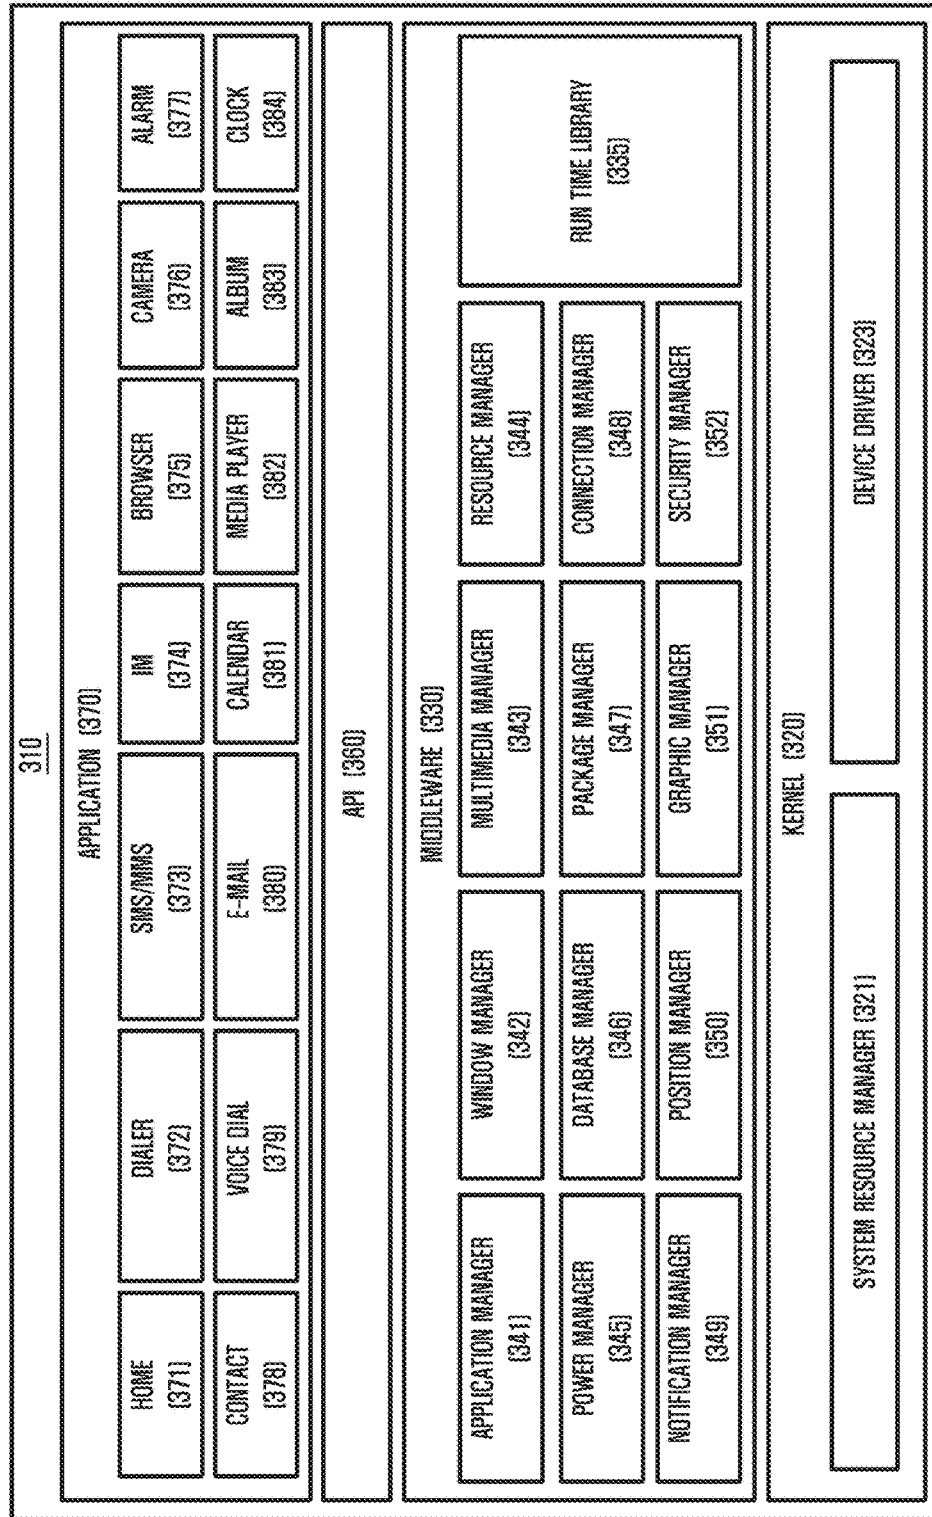 310
APPLICATION [370]
HOME
[371]
DIALER
[372]
SMS/MMS
[373]
IM
[374]
BROWSER
[375]
CAMERA
[376]
ALARM
[377]
CONTACT
[378]
VOICE DIAL
[379]
E-MAIL
[380]
CALENDAR
[381]
MEDIA PLAYER
[382]
ALBUM
[383]
CLOCK
[384]
API [360]
MIDDLEWARE [330]
APPLICATION MANAGER
[341]
WINDOW MANAGER
[342]
MULTIMEDIA MANAGER
[343]
RESOURCE MANAGER
[344]
POWER MANAGER
[345]
DATABASE MANAGER
[346]
PACKAGE MANAGER
[347]
CONNECTION MANAGER
[348]
NOTIFICATION MANAGER
[349]
POSITION MANAGER
[350]
GRAPHIC MANAGER
[351]
SECURITY MANAGER
[352]
RUN TIME LIBRARY
[335]
KERNEL [320]
SYSTEM RESOURCE MANAGER [321]
DEVICE DRIVER [323]